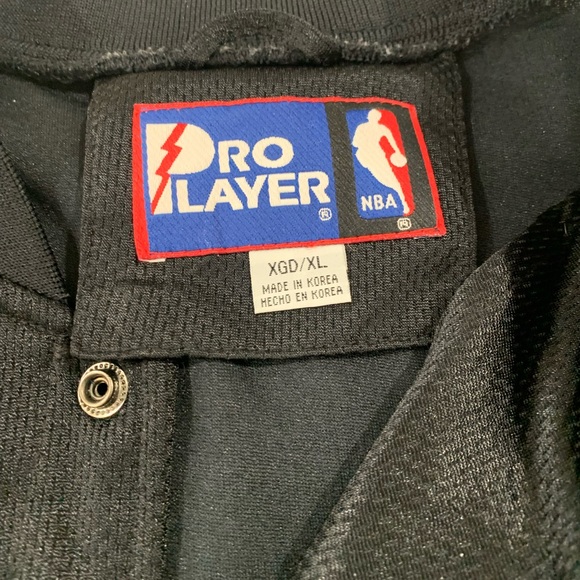 PRO
PLAYER®
NBA ®
XGD/XL
MADE IN KOREA
HECHO EN KOREA